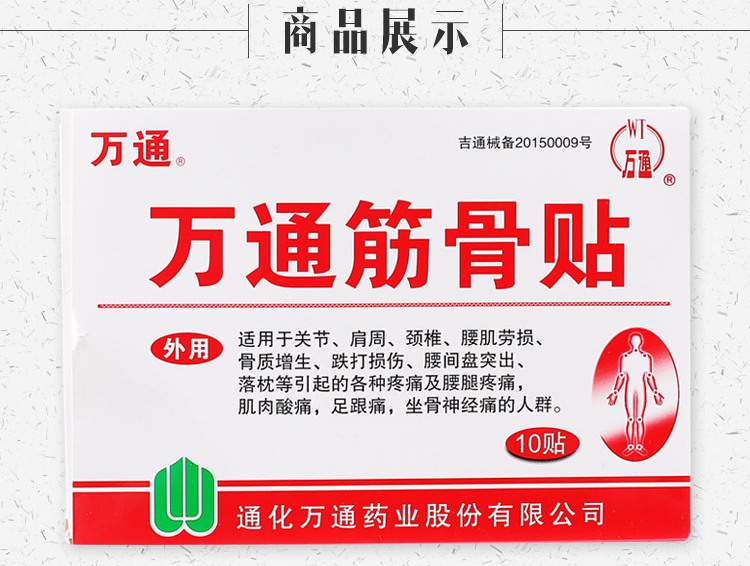 商品展示
万通®
吉通械备20150009号
WT
万通
®
万通筋骨贴
外用
适用于关节、肩周、颈椎、腰肌劳损、
骨质增生、跌打损伤、腰间盘突出、
落枕等引起的各种疼痛及腰腿疼痛，
肌肉酸痛，足跟痛，坐骨神经痛的人群。
10贴
通化万通药业股份有限公司